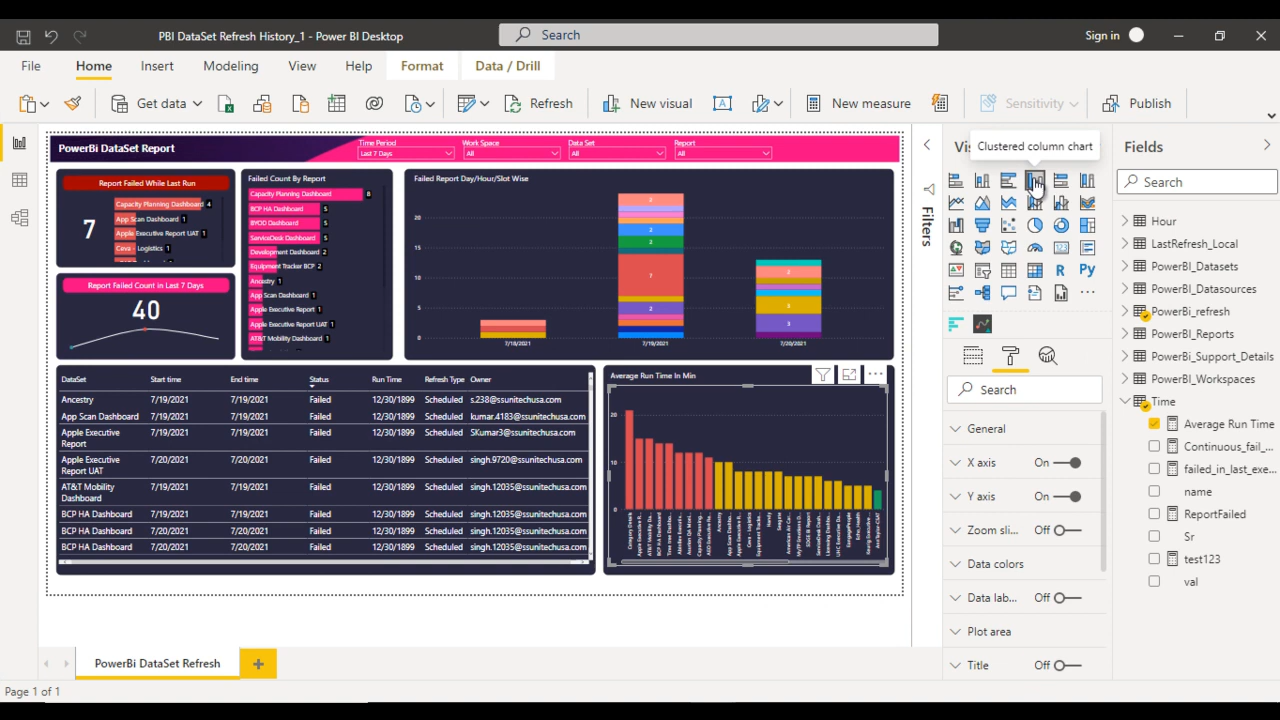 PBI DataSet Refresh History_1 - Power BI Desktop
Search
Sign in
File
Home
Insert
Modeling
View
Help
Format
Data / Drill
Get data
Refresh
New visual
New measure
Sensitivity
Publish
PowerBi DataSet Report
Time Period
Last 7 Days
Work Space
All
Data Set
All
Report
All
Report Failed While Last Run
7
Capacity Planning Dashboard 4
App Scan Dashboard 1
Apple Executive Report UAT 1
Ceva - Logistics 1
Report Failed Count in Last 7 Days
40
Failed Count By Report
Capacity Planning Dashboard 8
BCP HA Dashboard 5
BYOD Dashboard 5
ServiceDesk Dashboard 5
Development Dashboard 2
Equipment Tracker BCP 2
Ancestry 1
App Scan Dashboard 1
Apple Executive Report 1
Apple Executive Report UAT 1
AT&T Mobility Dashboard 1
Failed Report Day/Hour/Slot Wise
20
15
10
5
0
2
2
2
7
2
2
3
3
7/18/2021
7/19/2021
7/20/2021
DataSet Start time End time Status Run Time Refresh Type Owner
Ancestry 7/19/2021 7/19/2021 Failed 12/30/1899 Scheduled s.238@ssunitechusa.com
App Scan Dashboard 7/19/2021 7/19/2021 Failed 12/30/1899 Scheduled kumar.4183@ssunitechusa.com
Apple Executive 7/19/2021 7/19/2021 Failed 12/30/1899 Scheduled SKumar3@ssunitechusa.com
Report
Apple Executive 7/20/2021 7/20/2021 Failed 12/30/1899 Scheduled singh.9720@ssunitechusa.com
Report UAT
AT&T Mobility 7/19/2021 7/19/2021 Failed 12/30/1899 Scheduled singh.12035@ssunitechusa.com
Dashboard
BCP HA Dashboard 7/19/2021 7/19/2021 Failed 12/30/1899 Scheduled singh.12035@ssunitechusa.com
BCP HA Dashboard 7/20/2021 7/20/2021 Failed 12/30/1899 Scheduled singh.12035@ssunitechusa.com
BCP HA Dashboard 7/20/2021 7/20/2021 Failed 12/30/1899 Scheduled singh.12035@ssunitechusa.com
Average Run Time In Min
20
10
0
Filters
Vis
Clustered column chart
R
Py
Search
General
X axis On
Y axis On
Zoom sli... Off
Data colors
Data lab... Off
Plot area
Title Off
Fields
Search
Hour
LastRefresh_Local
PowerBI_Datasets
PowerBI_Datasources
PowerBI_refresh
PowerBI_Reports
PowerBi_Support_Details
PowerBI_Workspaces
Time
Average Run Time
Continuous_fail_...
failed_in_last_exe...
name
ReportFailed
Sr
test123
val
PowerBi DataSet Refresh
Page 1 of 1